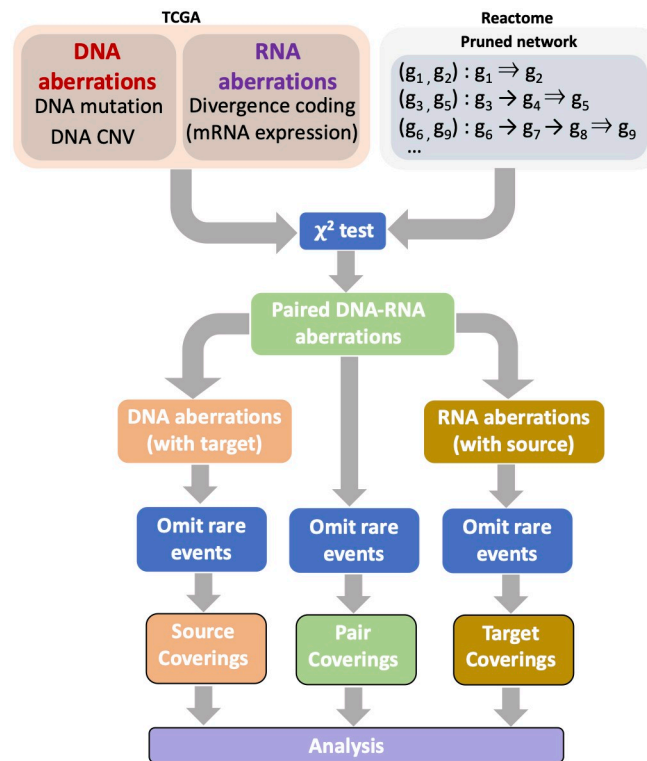 TCGA
DNA
aberrations
DNA mutation
DNA CNV
RNA
aberrations
Divergence coding
(mRNA expression)
Reactome
Pruned network
(g₁, g₂) : g₁ ⇒ g₂
(g₃, g₅) : g₃ → g₄ ⇒ g₅
(g₆, g₉) : g₆ → g₇ → g₈ ⇒ g₉
...
χ² test
Paired DNA-RNA
aberrations
DNA aberrations
(with target)
RNA aberrations
(with source)
Omit rare
events
Omit rare
events
Omit rare
events
Source
Coverings
Pair
Coverings
Target
Coverings
Analysis